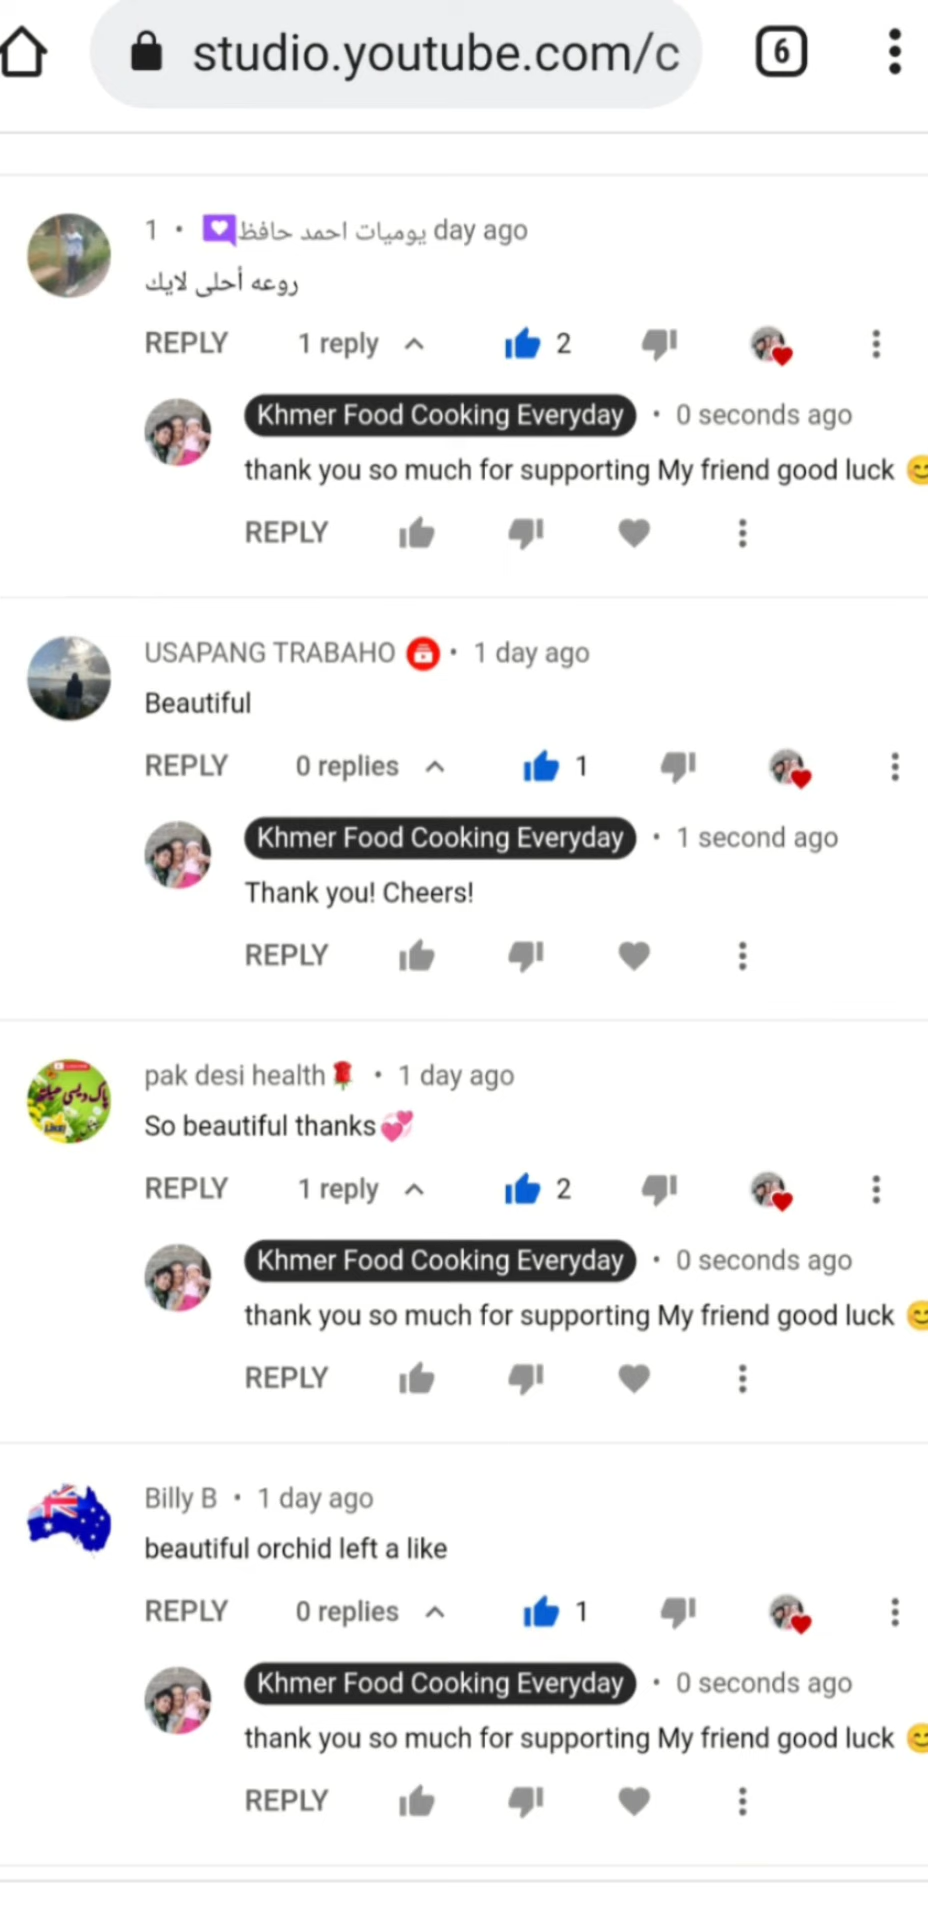 studio.youtube.com/c
6
1 • يوميات احمد حافظ day ago
روعه أحلى لايك
REPLY 1 reply 2
Khmer Food Cooking Everyday • 0 seconds ago
thank you so much for supporting My friend good luck 😊
REPLY
USAPANG TRABAHO • 1 day ago
Beautiful
REPLY 0 replies 1
Khmer Food Cooking Everyday • 1 second ago
Thank you! Cheers!
REPLY
پاک دیسی ہیلتھ
pak desi health🌹 • 1 day ago
So beautiful thanks💞
REPLY 1 reply 2
Khmer Food Cooking Everyday • 0 seconds ago
thank you so much for supporting My friend good luck 😊
REPLY
Billy B • 1 day ago
beautiful orchid left a like
REPLY 0 replies 1
Khmer Food Cooking Everyday • 0 seconds ago
thank you so much for supporting My friend good luck 😊
REPLY